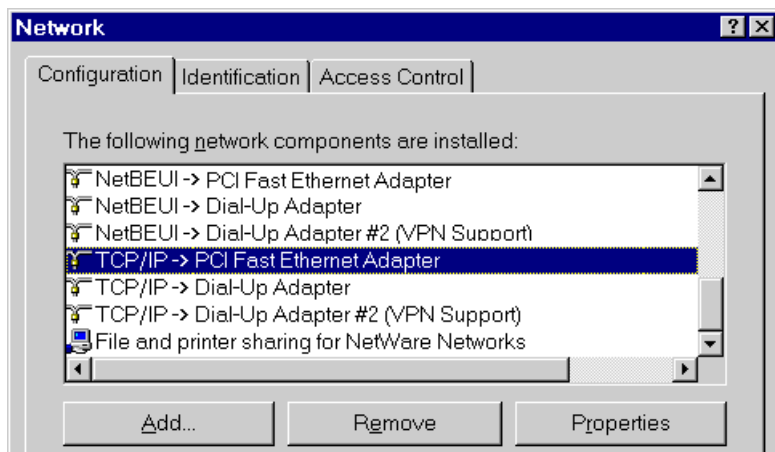 Network
Configuration Identification Access Control
The following network components are installed:
NetBEUI -> PCI Fast Ethernet Adapter
NetBEUI -> Dial-Up Adapter
NetBEUI -> Dial-Up Adapter #2 (VPN Support)
TCP/IP -> PCI Fast Ethernet Adapter
TCP/IP -> Dial-Up Adapter
TCP/IP -> Dial-Up Adapter #2 (VPN Support)
File and printer sharing for NetWare Networks
Add... Remove Properties